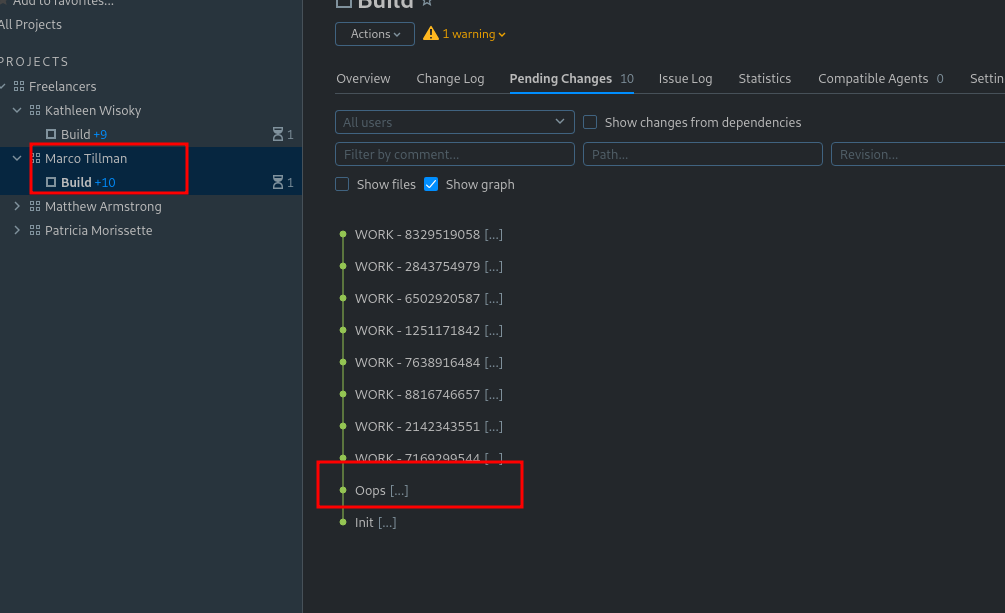 Add to favorites...
All Projects
PROJECTS
Freelancers
Kathleen Wisoky
Build +9 1
Marco Tillman
Build +10 1
Matthew Armstrong
Patricia Morissette
Build
Actions 1 warning
Overview Change Log Pending Changes 10 Issue Log Statistics Compatible Agents 0 Settin
All users Show changes from dependencies
Filter by comment... Path... Revision...
Show files Show graph
WORK - 8329519058 [...]
WORK - 2843754979 [...]
WORK - 6502920587 [...]
WORK - 1251171842 [...]
WORK - 7638916484 [...]
WORK - 8816746657 [...]
WORK - 2142343551 [...]
WORK - 7169299544 [...]
Oops [...]
Init [...]